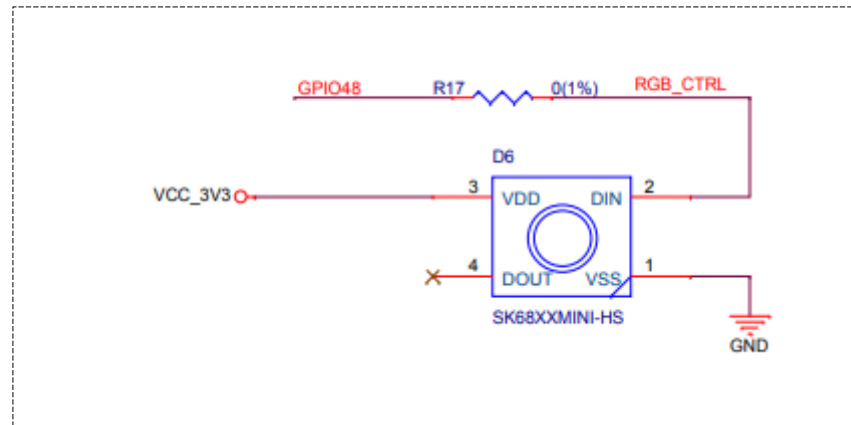 GPIO48 R17 0(1%) RGB_CTRL
D6
VCC_3V3 3 VDD DIN 2
4 DOUT VSS 1
SK68XXMINI-HS
GND